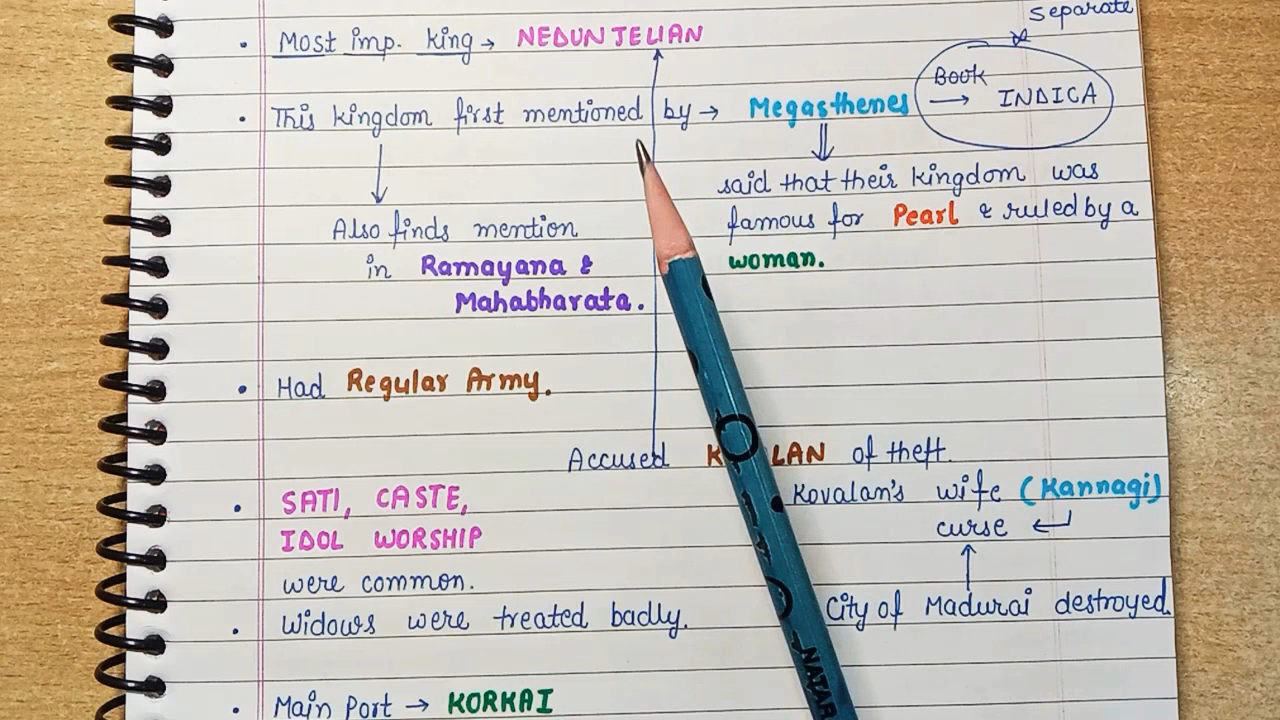 separate
• Most imp. king → NEDUNJELIAN
• This kingdom first mentioned by → Megasthenes
Book
→ INDICA
said that their kingdom was
famous for Pearl & ruled by a
woman.
Also finds mention
in Ramayana &
Mahabharata.
• Had Regular Army.
Accused of theft.
• SATI, CASTE,
IDOL WORSHIP
were common.
Kovalan's wife (Kannagi)
curse
City of Madurai destroyed.
• Widows were treated badly.
• Main Port → KORKAI